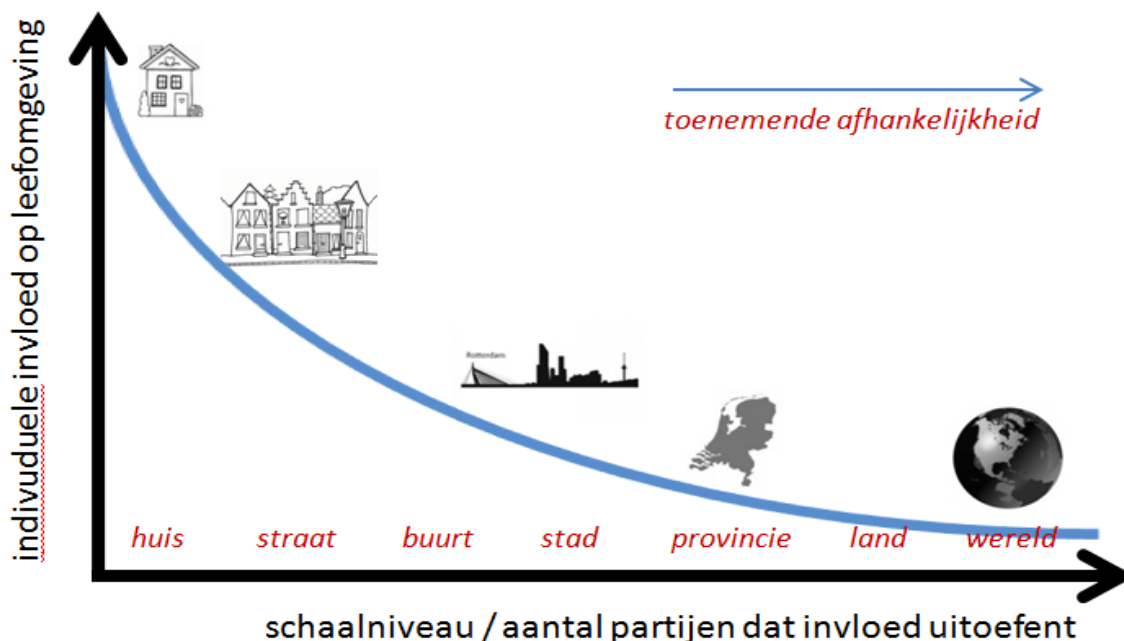 indivuduele invloed op leefomgeving
toenemende afhankelijkheid
Rotterdam
huis straat buurt stad provincie land wereld
schaalniveau / aantal partijen dat invloed uitoefent